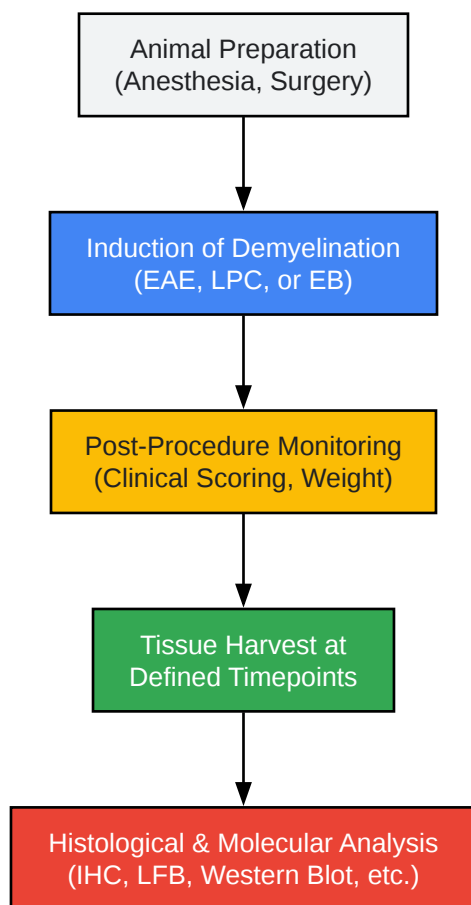 Animal Preparation
(Anesthesia, Surgery)
Induction of Demyelination
(EAE, LPC, or EB)
Post-Procedure Monitoring
(Clinical Scoring, Weight)
Tissue Harvest at
Defined Timepoints
Histological & Molecular Analysis
(IHC, LFB, Western Blot, etc.)